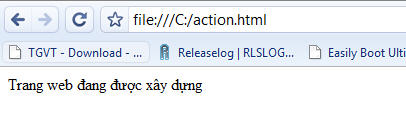 file:///C:/action.html
TGVT - Download - ... Releaselog | RLSLOG... Easily Boot Ulti
Trang web đang được xây dựng